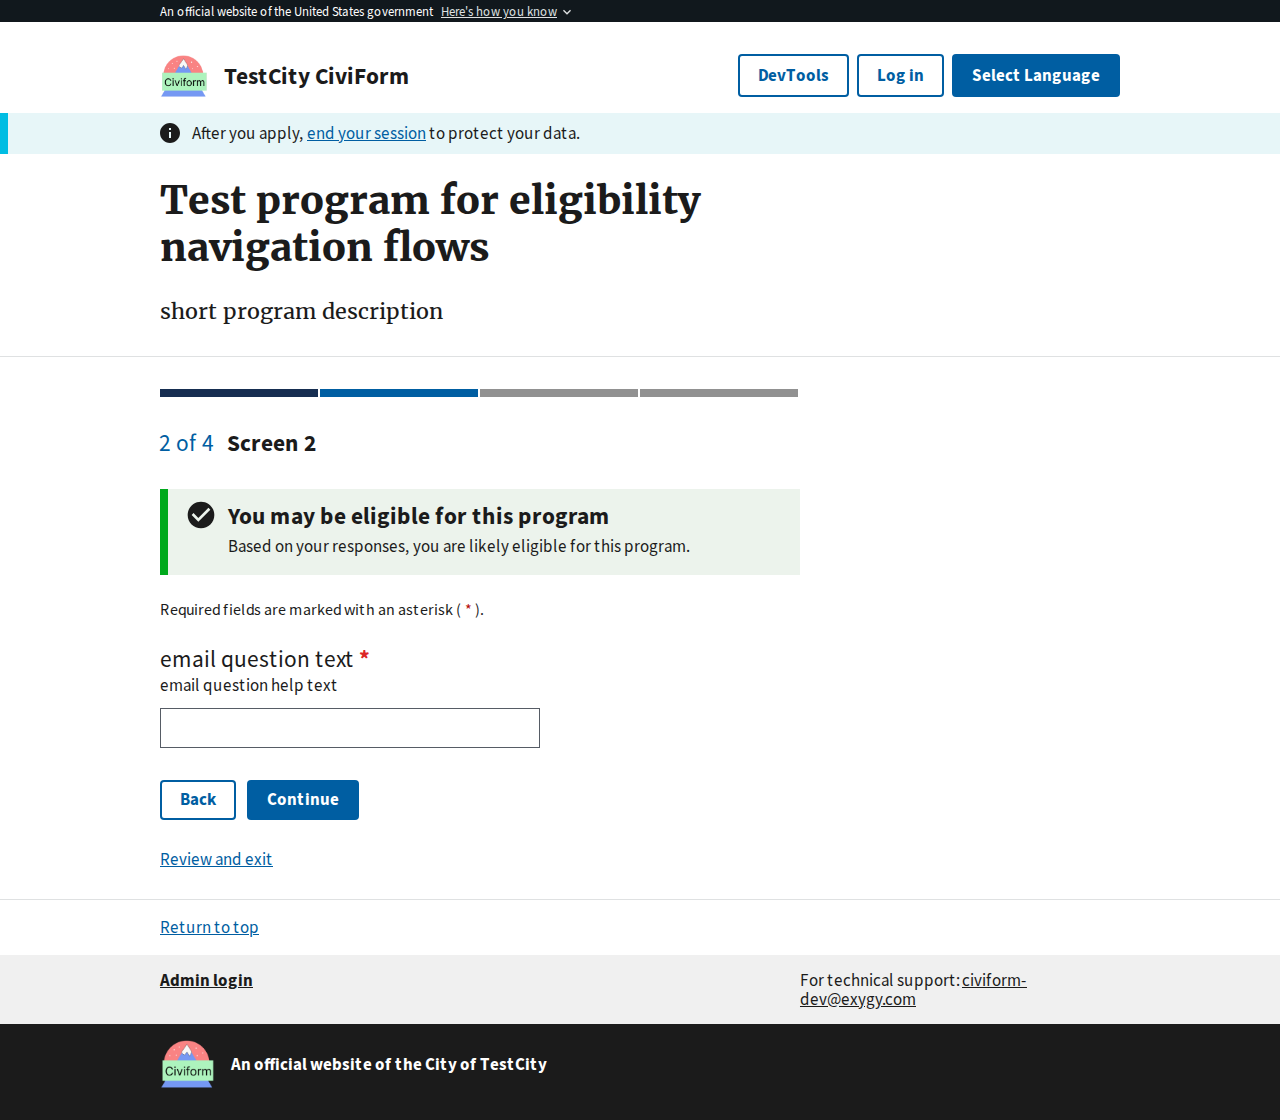 An official website of the United States government Here's how you know
Civiform
TestCity CiviForm
DevTools
Log in
Select Language
After you apply, end your session to protect your data.
Test program for eligibility
navigation flows
short program description
2 of 4 Screen 2
You may be eligible for this program
Based on your responses, you are likely eligible for this program.
Required fields are marked with an asterisk ( * ).
email question text *
email question help text
Back
Continue
Review and exit
Return to top
Admin login
For technical support: civiform-
dev@exygy.com
Civiform
An official website of the City of TestCity